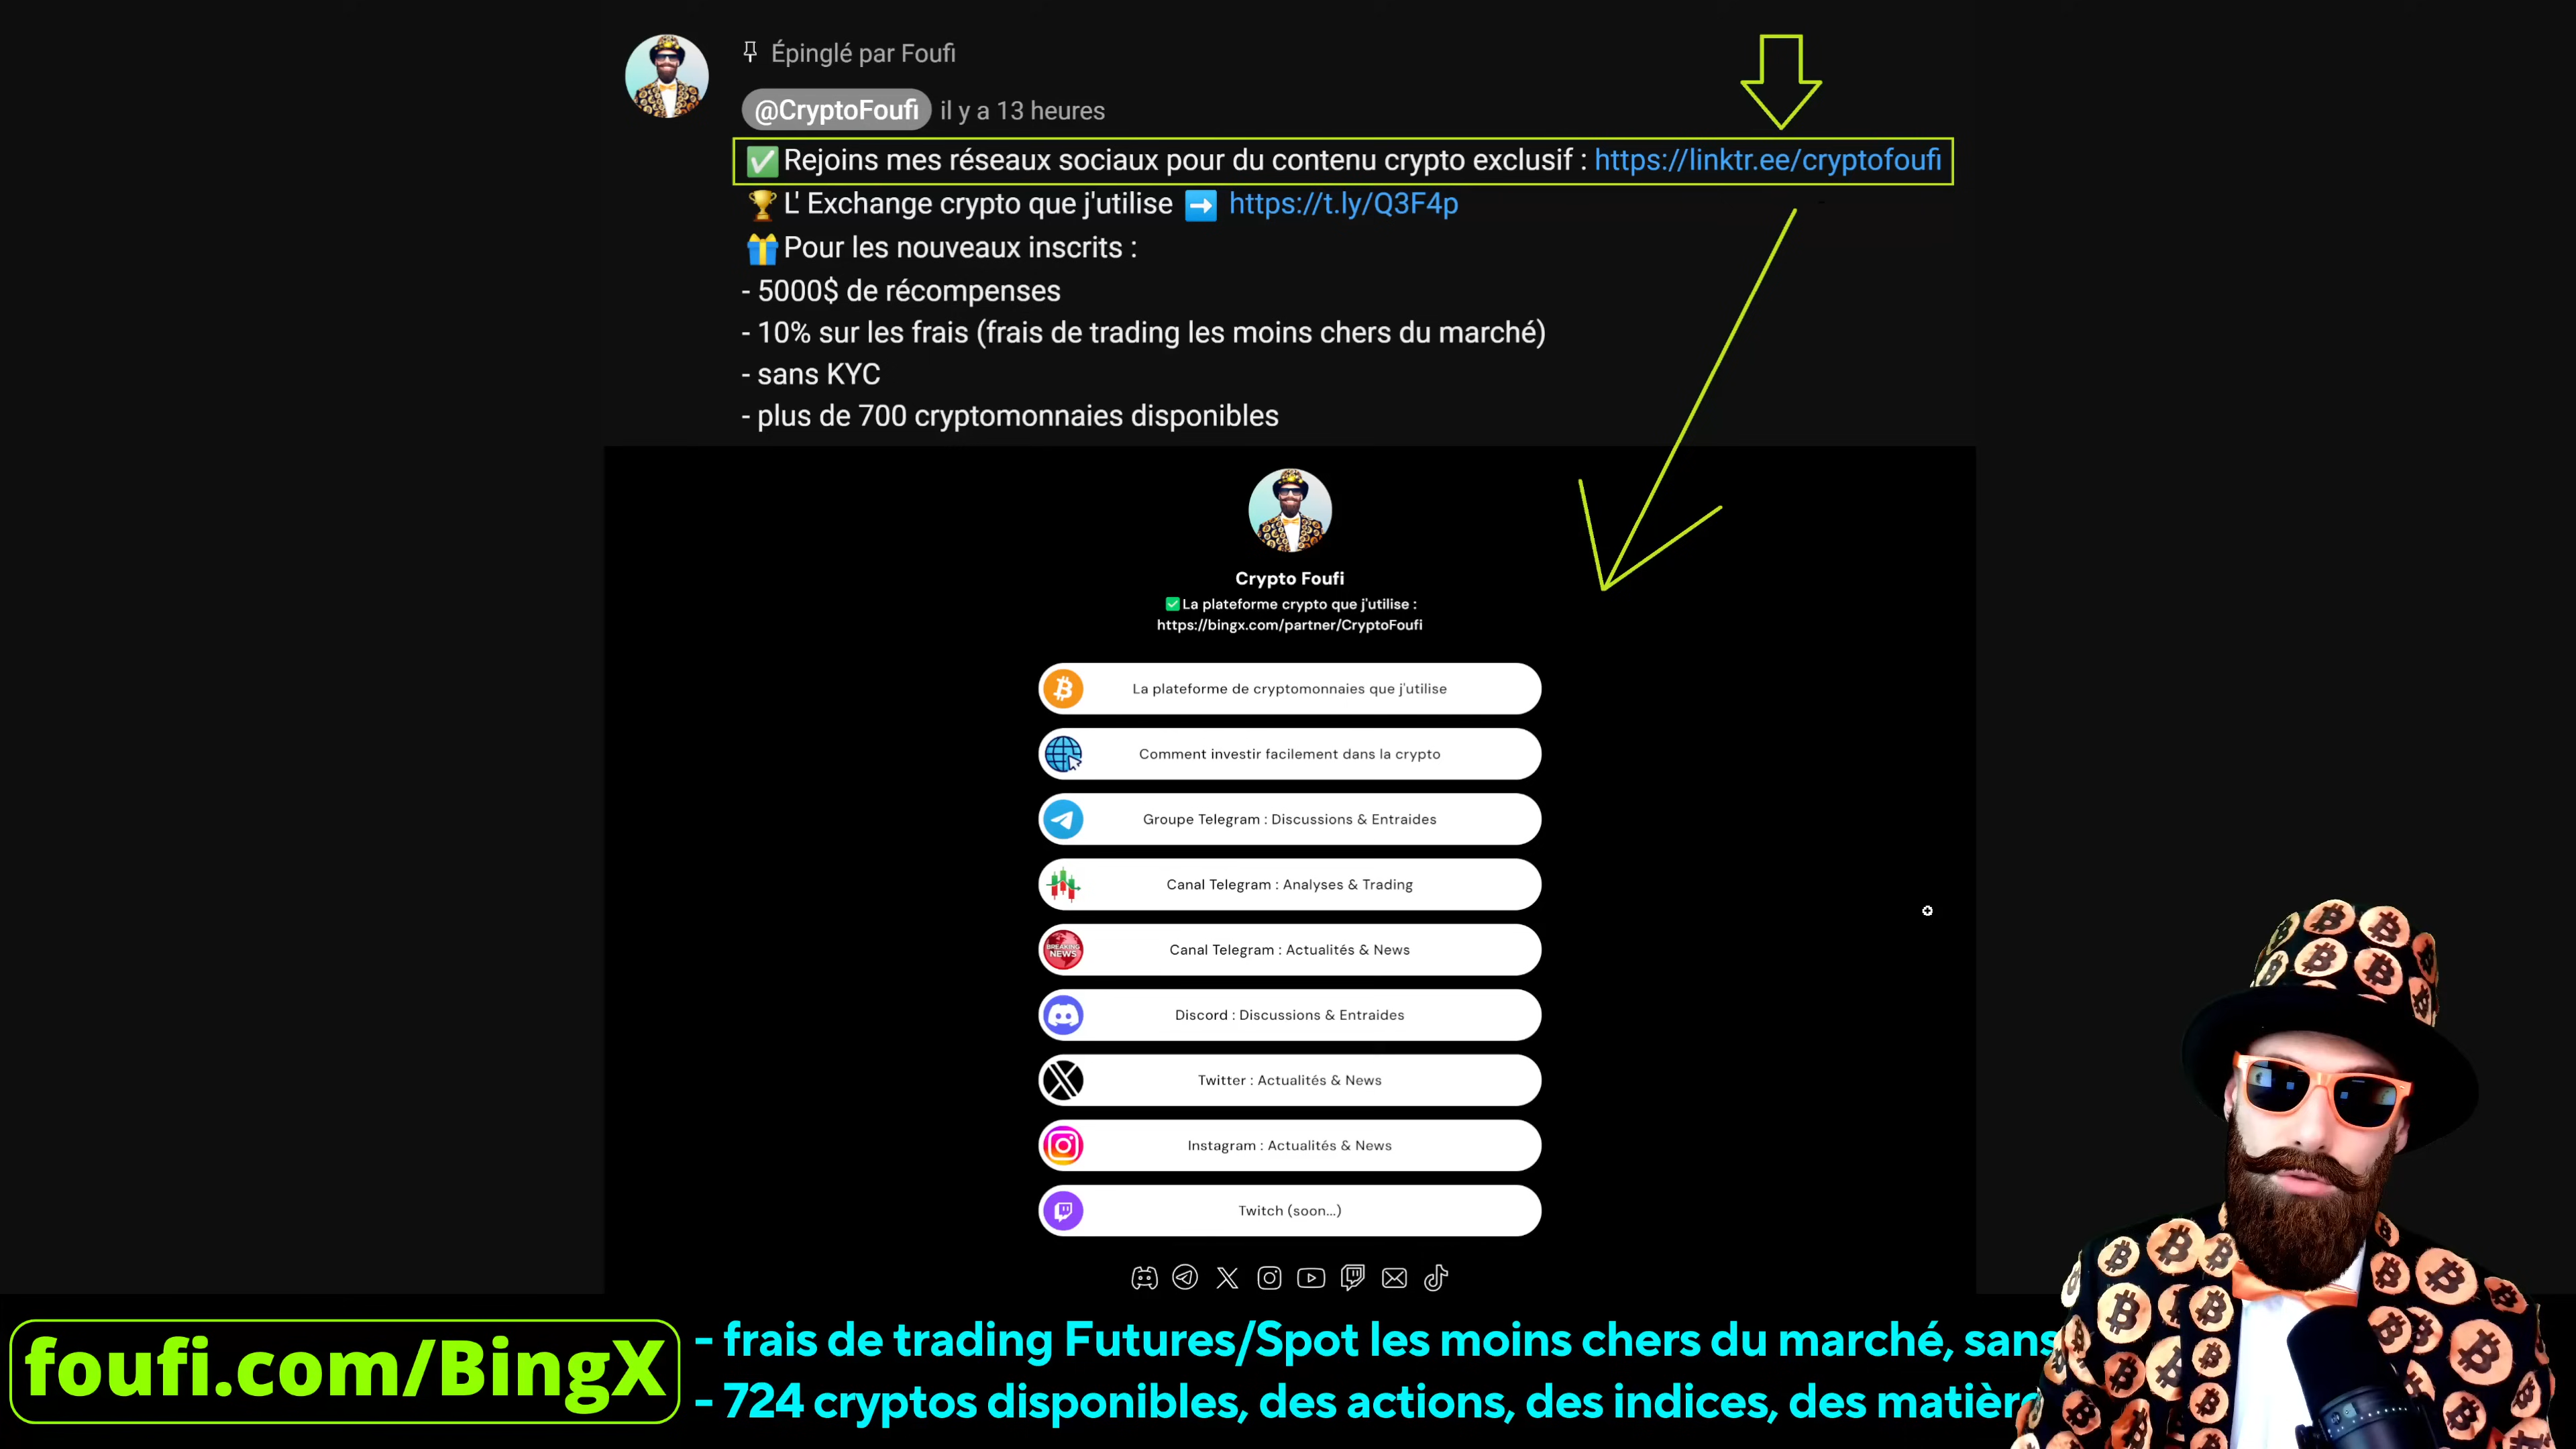 Épinglé par Foufi
@CryptoFoufi il y a 13 heures
✅ Rejoins mes réseaux sociaux pour du contenu crypto exclusif : https://linktr.ee/cryptofoufi
🏆 L' Exchange crypto que j'utilise ➡️ https://t.ly/Q3F4p
🎁 Pour les nouveaux inscrits :
- 5000$ de récompenses
- 10% sur les frais (frais de trading les moins chers du marché)
- sans KYC
- plus de 700 cryptomonnaies disponibles
Crypto Foufi
✅ La plateforme crypto que j'utilise :
https://bingx.com/partner/CryptoFoufi
La plateforme de cryptomonnaies que j'utilise
Comment investir facilement dans la crypto
Groupe Telegram : Discussions & Entraides
Canal Telegram : Analyses & Trading
BREAKING
NEWS
Canal Telegram : Actualités & News
Discord : Discussions & Entraides
Twitter : Actualités & News
Instagram : Actualités & News
Twitch (soon...)
foufi.com/BingX
- frais de trading Futures/Spot les moins chers du marché, sans
- 724 cryptos disponibles, des actions, des indices, des matièr